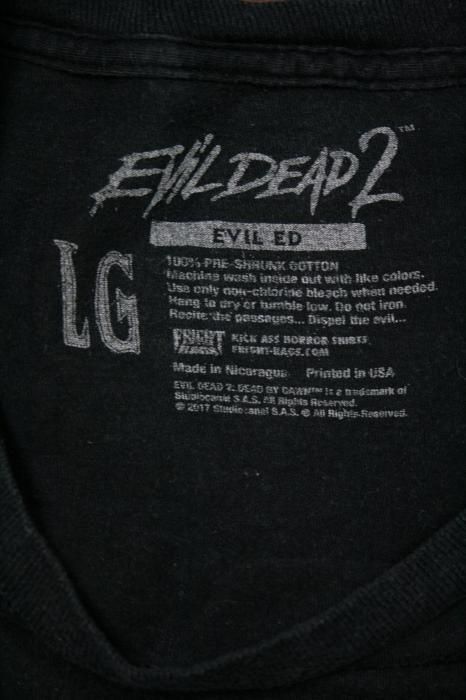 EVIL DEAD 2™
EVIL ED
LG
100% PRE-SHRUNK COTTON
Machine wash inside out with like colors.
Use only non-chlorine bleach when needed.
Hang to dry or tumble low. Do not iron.
Recite the passages... Dispel the evil...
FRIGHT RAGS
KICK ASS HORROR SHIRTS
FRIGHT-RAGS.COM
Made in Nicaragua Printed in USA
EVIL DEAD 2: DEAD BY DAWN™ is a trademark of
Studiocanal S.A.S. All Rights Reserved.
© 2017 Studiocanal S.A.S. ® All Rights Reserved.